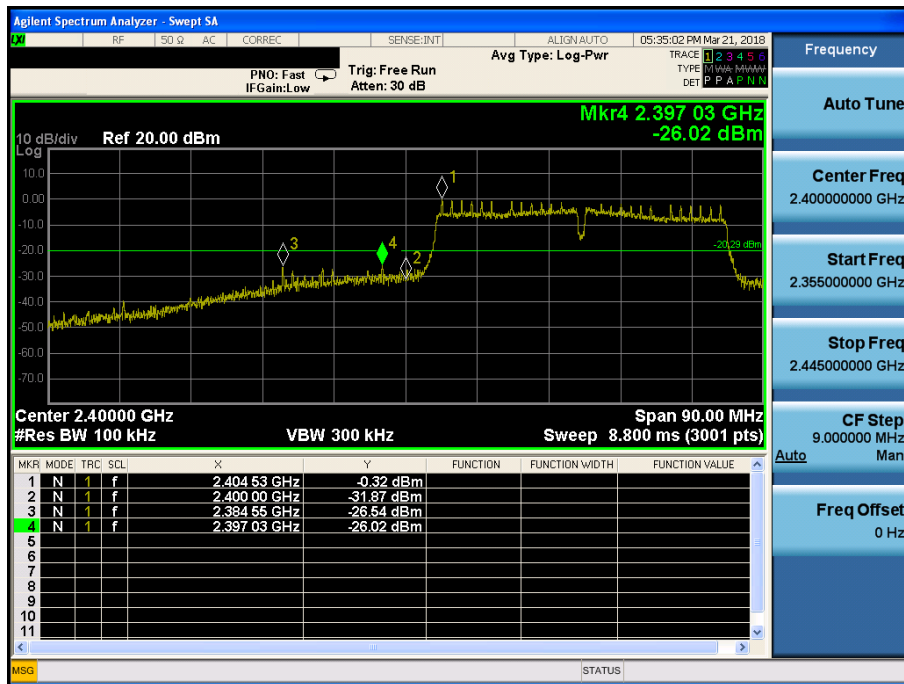 Agilent Spectrum Analyzer - Swept SA
LXI RF 50 Ω AC CORREC SENSE:INT ALIGN AUTO 05:35:02 PM Mar 21, 2018
Frequency
Avg Type: Log-Pwr
TRACE 1 2 3 4 5 6
TYPE M WA MWWW
DET P P A P N N
PNO: Fast
IFGain:Low
Trig: Free Run
Atten: 30 dB
Auto Tune
Mkr4 2.397 03 GHz
-26.02 dBm
10 dB/div
Log
Ref 20.00 dBm
10.0
0.00
-10.0
-20.0
-30.0
-40.0
-50.0
-60.0
-70.0
1
2
3
4
-20.29 dBm
Center Freq
2.400000000 GHz
Start Freq
2.355000000 GHz
Stop Freq
2.445000000 GHz
CF Step
9.000000 MHz
Auto Man
Freq Offset
0 Hz
Center 2.40000 GHz Span 90.00 MHz
#Res BW 100 kHz VBW 300 kHz Sweep 8.800 ms (3001 pts)
MKR MODE TRC SCL X Y FUNCTION FUNCTION WIDTH FUNCTION VALUE
1 N 1 f 2.404 53 GHz -0.32 dBm
2 N 1 f 2.400 00 GHz -31.87 dBm
3 N 1 f 2.384 55 GHz -26.54 dBm
4 N 1 f 2.397 03 GHz -26.02 dBm
5
6
7
8
9
10
11
MSG STATUS